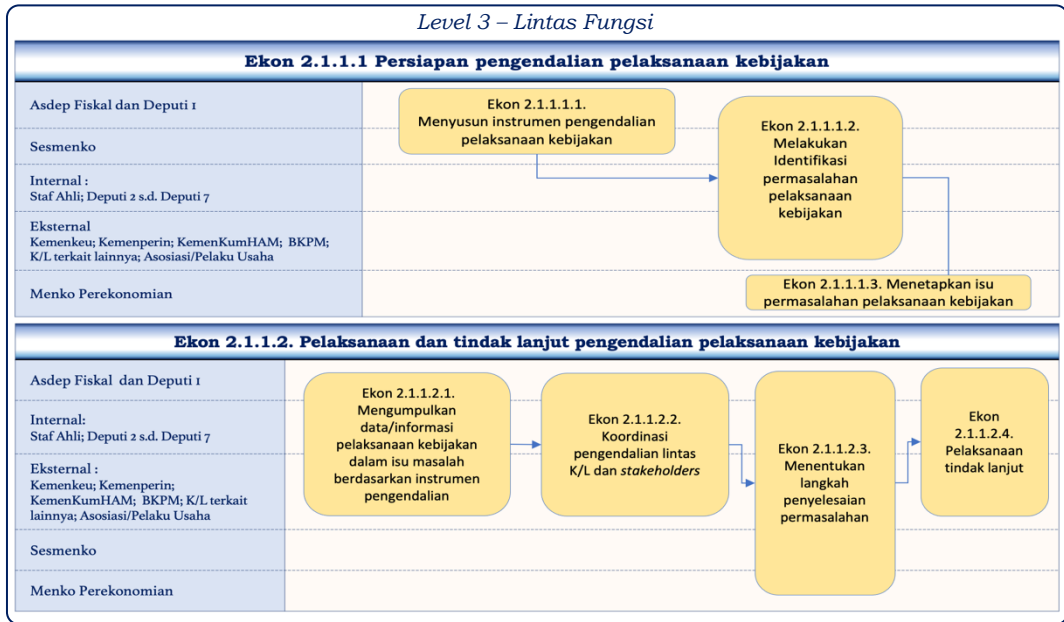 Level 3 – Lintas Fungsi
Ekon 2.1.1.1 Persiapan pengendalian pelaksanaan kebijakan
Asdep Fiskal dan Deputi 1
Sesmenko
Internal :
Staf Ahli; Deputi 2 s.d. Deputi 7
Eksternal
Kemenkeu; Kemenperin; KemenKumHAM; BKPM;
K/L terkait lainnya; Asosiasi/Pelaku Usaha
Menko Perekonomian
Ekon 2.1.1.1.1.
Menyusun instrumen pengendalian
pelaksanaan kebijakan
Ekon 2.1.1.1.2.
Melakukan
Identifikasi
permasalahan
pelaksanaan
kebijakan
Ekon 2.1.1.1.3. Menetapkan isu
permasalahan pelaksanaan kebijakan
Ekon 2.1.1.2. Pelaksanaan dan tindak lanjut pengendalian pelaksanaan kebijakan
Asdep Fiskal dan Deputi 1
Internal:
Staf Ahli; Deputi 2 s.d. Deputi 7
Eksternal :
Kemenkeu; Kemenperin;
KemenKumHAM; BKPM; K/L terkait
lainnya; Asosiasi/Pelaku Usaha
Sesmenko
Menko Perekonomian
Ekon 2.1.1.2.1.
Mengumpulkan
data/informasi
pelaksanaan kebijakan
dalam isu masalah
berdasarkan instrumen
pengendalian
Ekon 2.1.1.2.2.
Koordinasi
pengendalian lintas
K/L dan stakeholders
Ekon 2.1.1.2.3.
Menentukan
langkah
penyelesaian
permasalahan
Ekon
2.1.1.2.4.
Pelaksanaan
tindak lanjut